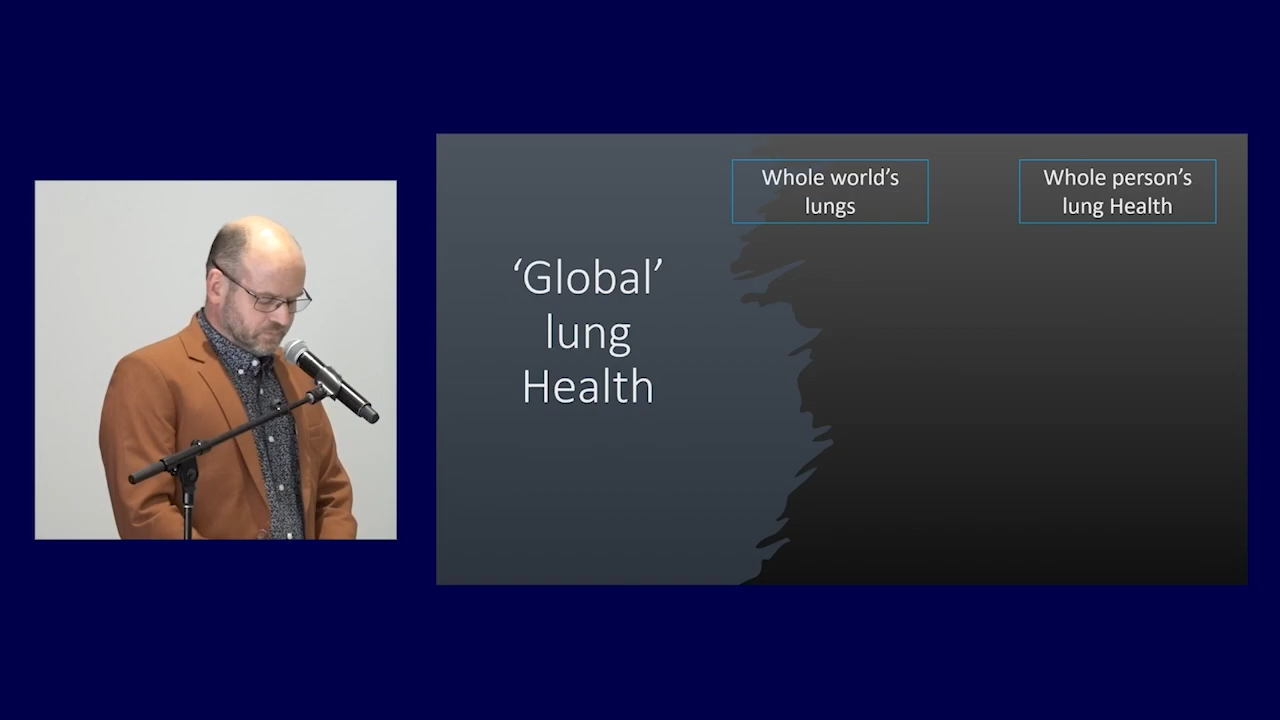 ‘Global’
lung
Health
Whole world’s
lungs
Whole person’s
lung Health